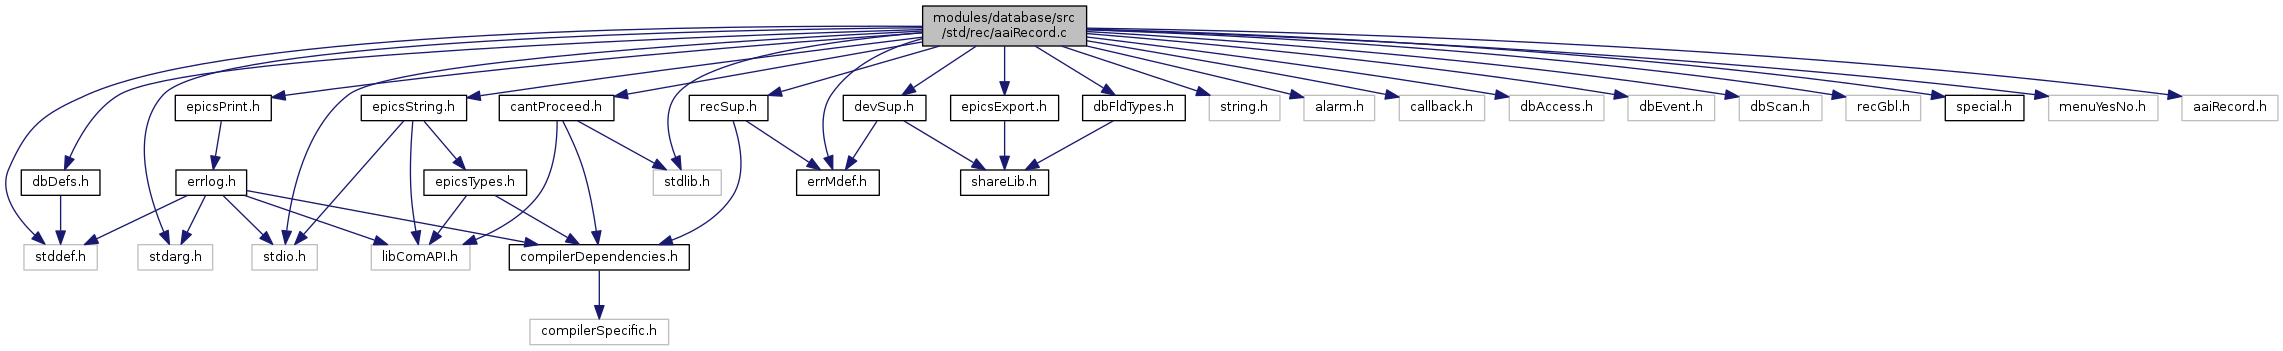 modules/database/src
/std/rec/aaiRecord.c
epicsPrint.h
epicsString.h
cantProceed.h
recSup.h
devSup.h
epicsExport.h
dbFldTypes.h
string.h
alarm.h
callback.h
dbAccess.h
dbEvent.h
dbScan.h
recGbl.h
special.h
menuYesNo.h
aaiRecord.h
dbDefs.h
errlog.h
epicsTypes.h
stdlib.h
errMdef.h
shareLib.h
stddef.h
stdarg.h
stdio.h
libComAPI.h
compilerDependencies.h
compilerSpecific.h